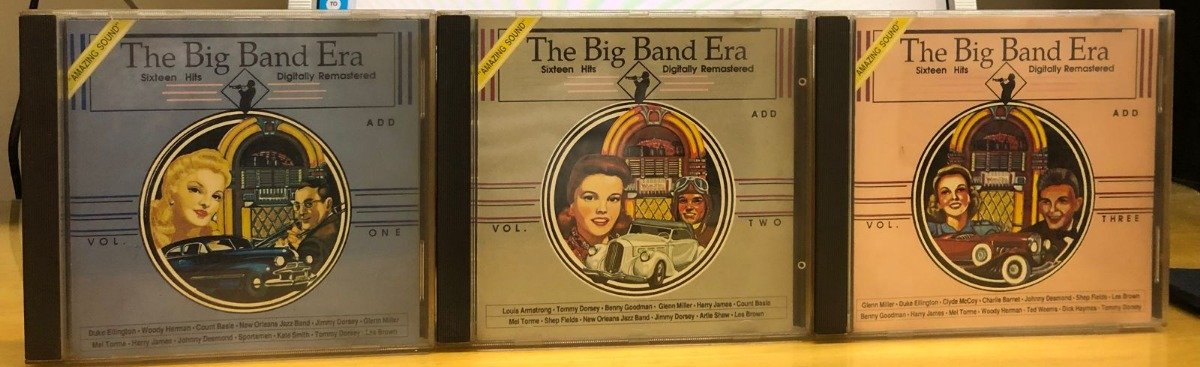 TO
"AMAZING SOUND"
The Big Band Era
Sixteen Hits Digitally Remastered
ADD
VOL. ONE
Duke Ellington • Woody Herman • Count Basie • New Orleans Jazz Band • Jimmy Dorsey • Glenn Miller
Mel Torme • Harry James • Johnny Desmond • Sportsmen • Kate Smith • Tommy Dorsey • Les Brown
"AMAZING SOUND"
The Big Band Era
Sixteen Hits Digitally Remastered
ADD
VOL. TWO
Louis Armstrong • Tommy Dorsey • Benny Goodman • Glenn Miller • Harry James • Count Basie
Mel Torme • Shep Fields • New Orleans Jazz Band • Jimmy Dorsey • Artie Shaw • Les Brown
"AMAZING SOUND"
The Big Band Era
Sixteen Hits Digitally Remastered
ADD
VOL. THREE
Glenn Miller • Duke Ellington • Clyde McCoy • Charlie Barnet • Johnny Desmond • Shep Fields • Les Brown
Benny Goodman • Harry James • Mel Torme • Woody Herman • Ted Weems • Dick Haymes • Tommy Dorsey